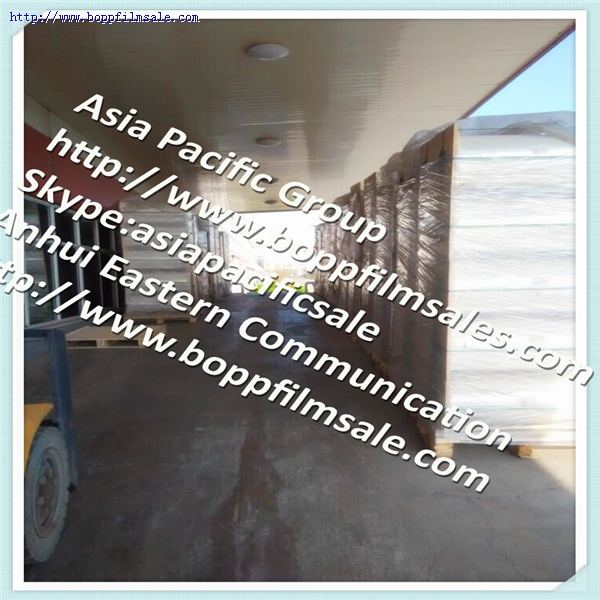 http://www.boppfilmsale.com
Asia Pacific Group
http://www.boppfilmsales.com
Skype:asiapacificsale
Anhui Eastern Communication
http://www.boppfilmsale.com